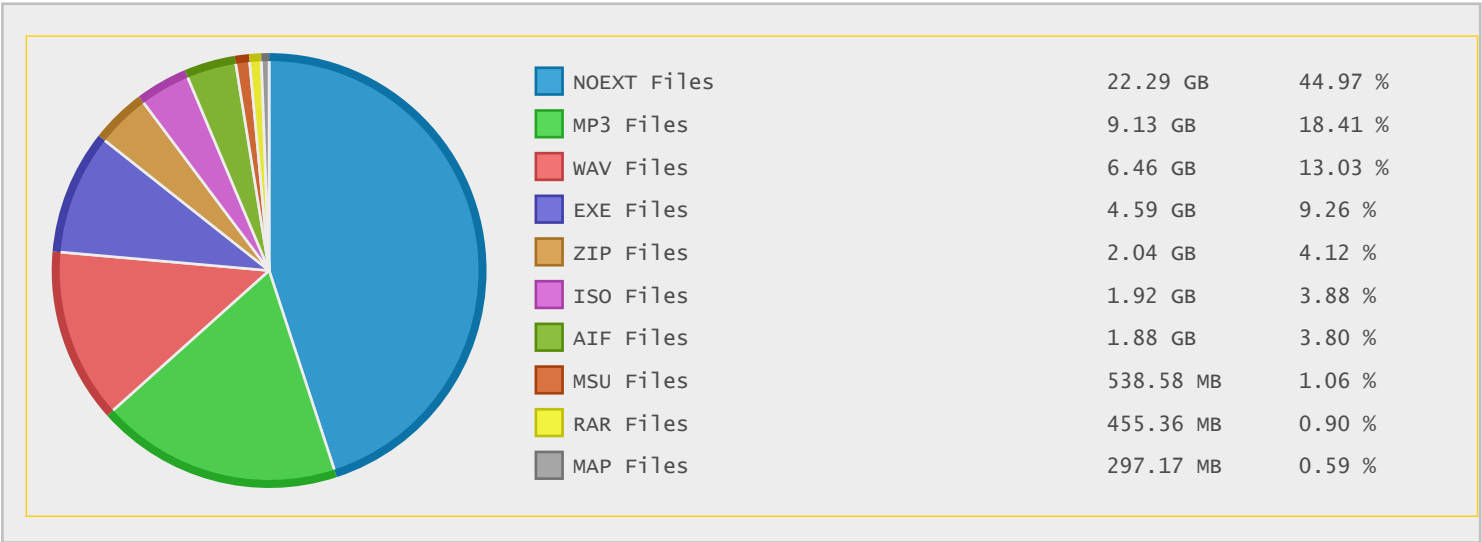 NOEXT Files 22.29 GB 44.97 %
MP3 Files 9.13 GB 18.41 %
WAV Files 6.46 GB 13.03 %
EXE Files 4.59 GB 9.26 %
ZIP Files 2.04 GB 4.12 %
ISO Files 1.92 GB 3.88 %
AIF Files 1.88 GB 3.80 %
MSU Files 538.58 MB 1.06 %
RAR Files 455.36 MB 0.90 %
MAP Files 297.17 MB 0.59 %